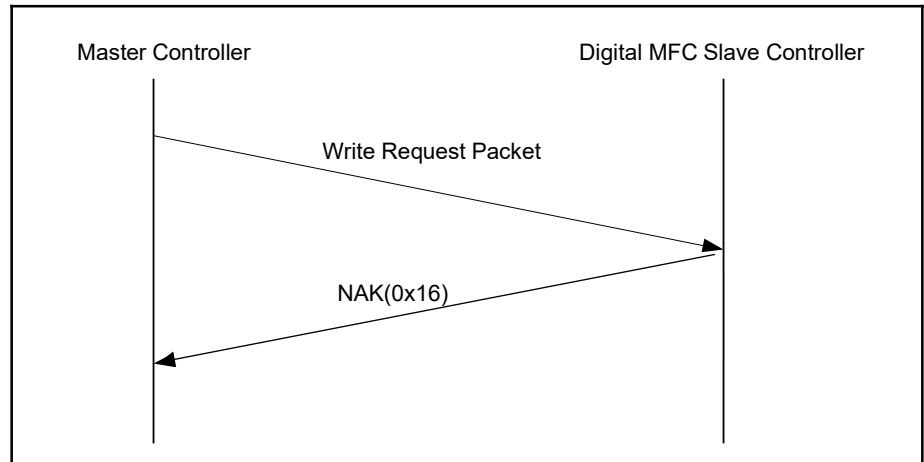 Master Controller
Digital MFC Slave Controller
Write Request Packet
NAK(0x16)